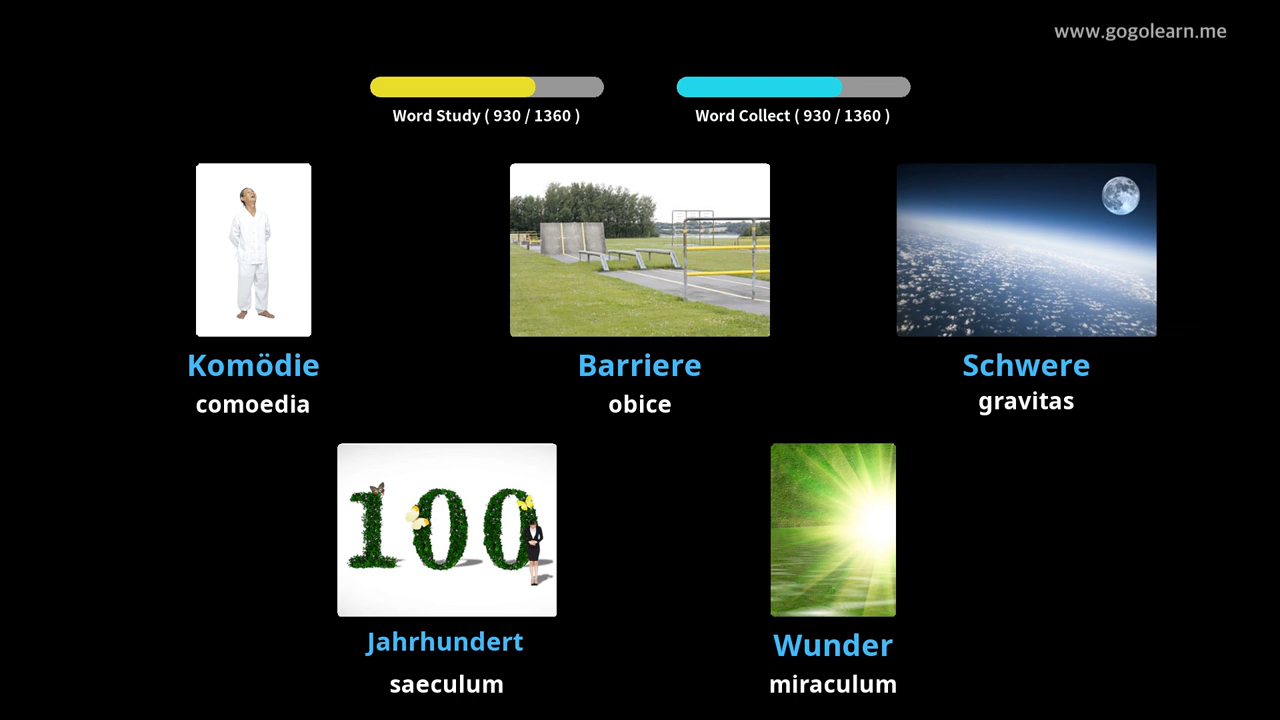 www.gogolearn.me
Word Study ( 930 / 1360 )
Word Collect ( 930 / 1360 )
Komödie
comoedia
Barriere
obice
Schwere
gravitas
100
Jahrhundert
saeculum
Wunder
miraculum